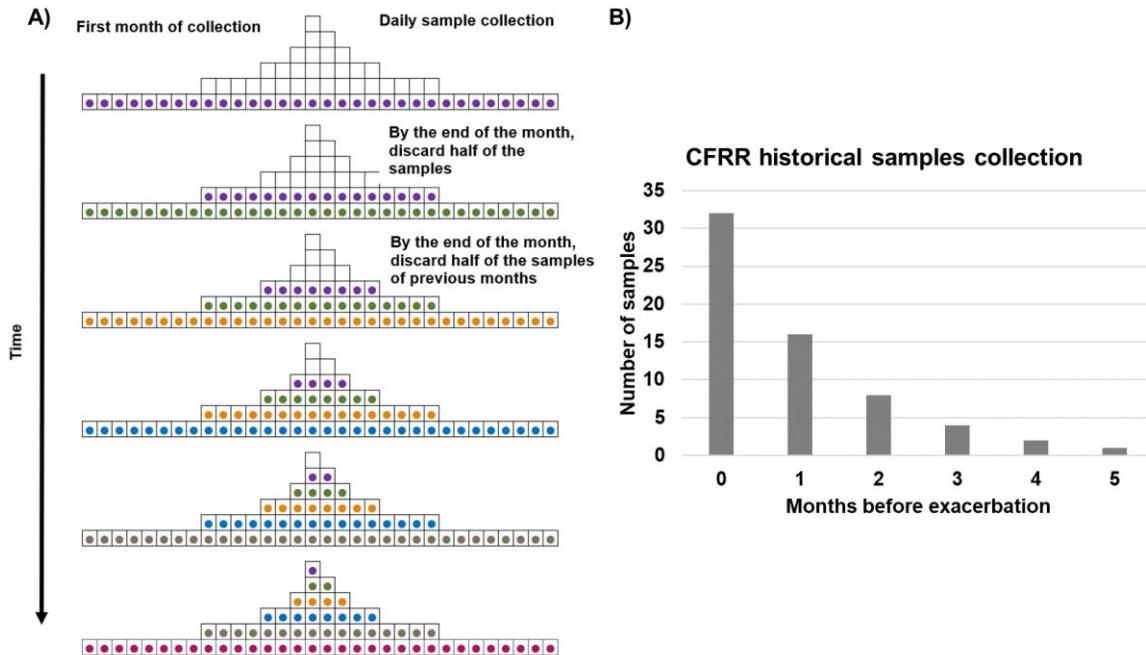 A)
First month of collection
Daily sample collection
By the end of the month,
discard half of the
samples
By the end of the month,
discard half of the samples
of previous months
Time
B)
CFRR historical samples collection
35
30
25
20
15
10
5
0
Number of samples
0 1 2 3 4 5
Months before exacerbation